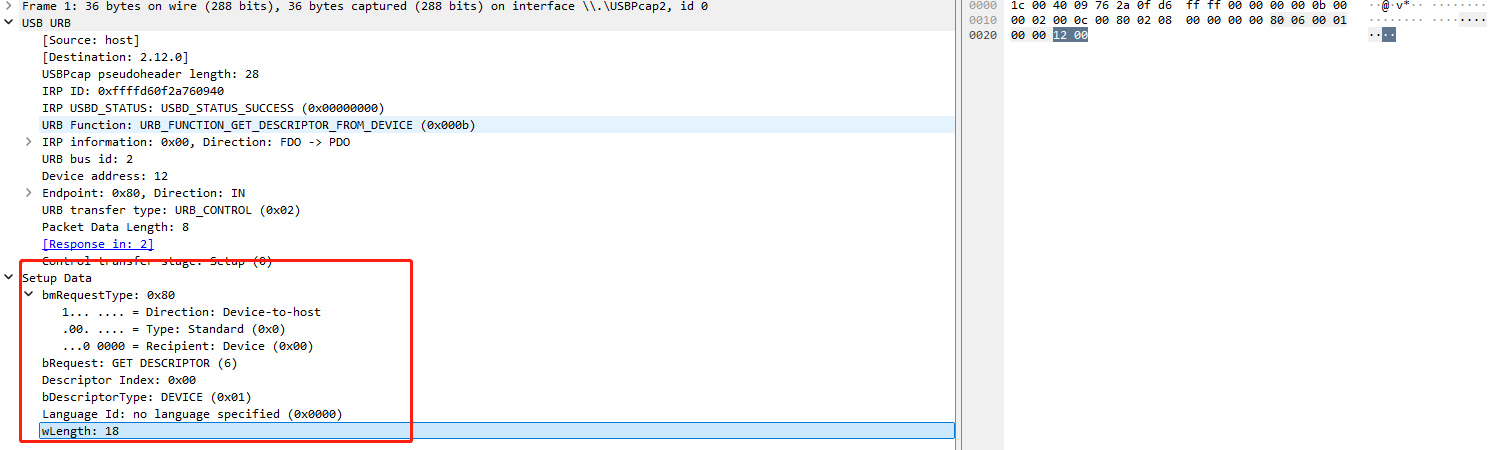 Frame 1: 36 bytes on wire (288 bits), 36 bytes captured (288 bits) on interface \\.\USBPcap2, id 0
USB URB
[Source: host]
[Destination: 2.12.0]
USBPcap pseudoheader length: 28
IRP ID: 0xffffd60f2a760940
IRP USBD_STATUS: USBD_STATUS_SUCCESS (0x00000000)
URB Function: URB_FUNCTION_GET_DESCRIPTOR_FROM_DEVICE (0x000b)
IRP information: 0x00, Direction: FDO -> PDO
URB bus id: 2
Device address: 12
Endpoint: 0x80, Direction: IN
URB transfer type: URB_CONTROL (0x02)
Packet Data Length: 8
[Response in: 2]
Control transfer stage: Setup (0)
Setup Data
bmRequestType: 0x80
1... .... = Direction: Device-to-host
.00. .... = Type: Standard (0x0)
...0 0000 = Recipient: Device (0x00)
bRequest: GET DESCRIPTOR (6)
Descriptor Index: 0x00
bDescriptorType: DEVICE (0x01)
Language Id: no language specified (0x0000)
wLength: 18
0000 1c 00 40 09 76 2a 0f d6 ff ff 00 00 00 00 0b 00 ··@·v*·· ········
0010 00 02 00 0c 00 80 02 08 00 00 00 00 80 06 00 01 ········ ········
0020 00 00 12 00 ····